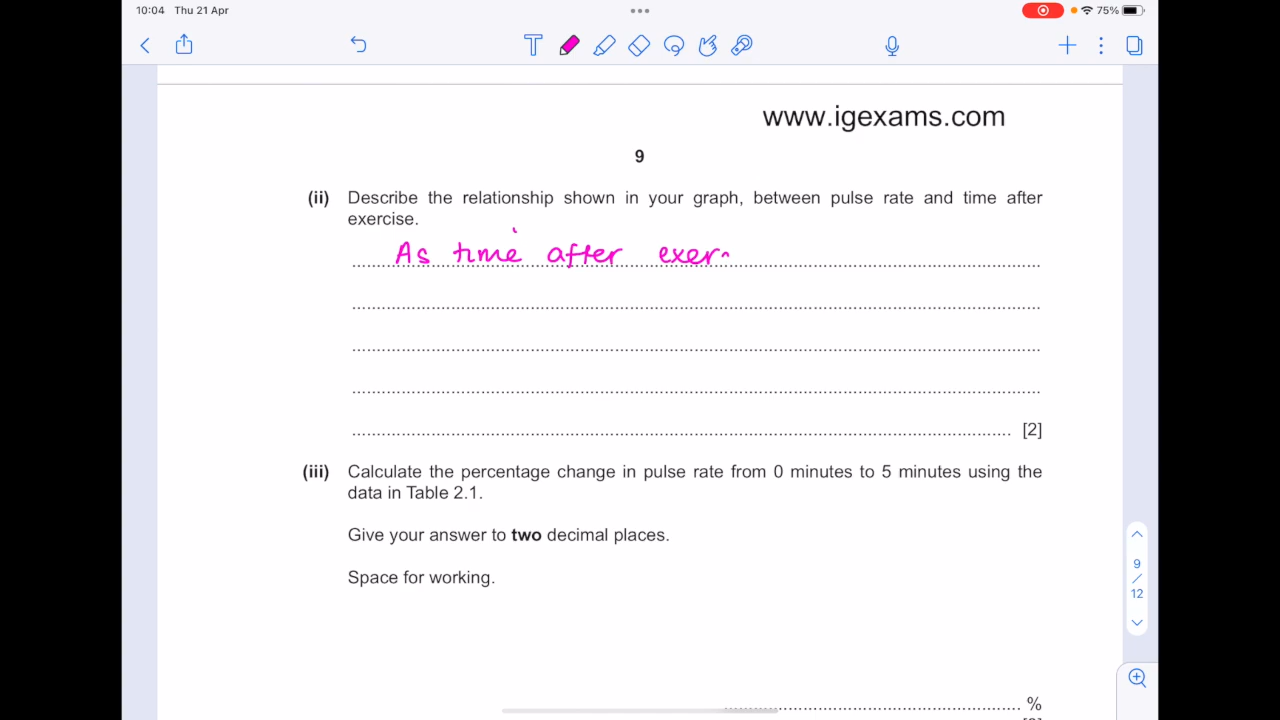 10:04 Thu 21 Apr
75%
www.igexams.com
9
(ii) Describe the relationship shown in your graph, between pulse rate and time after
exercise.
As time after exer
[2]
(iii) Calculate the percentage change in pulse rate from 0 minutes to 5 minutes using the
data in Table 2.1.
Give your answer to two decimal places.
Space for working.
9
/
12
%